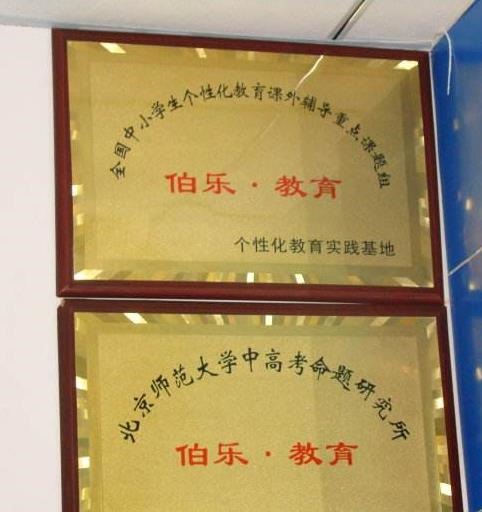 全国中小学生个性化教育课外辅导重点课题组
伯乐·教育
个性化教育实践基地
北京师范大学中高考命题研究所
伯乐·教育